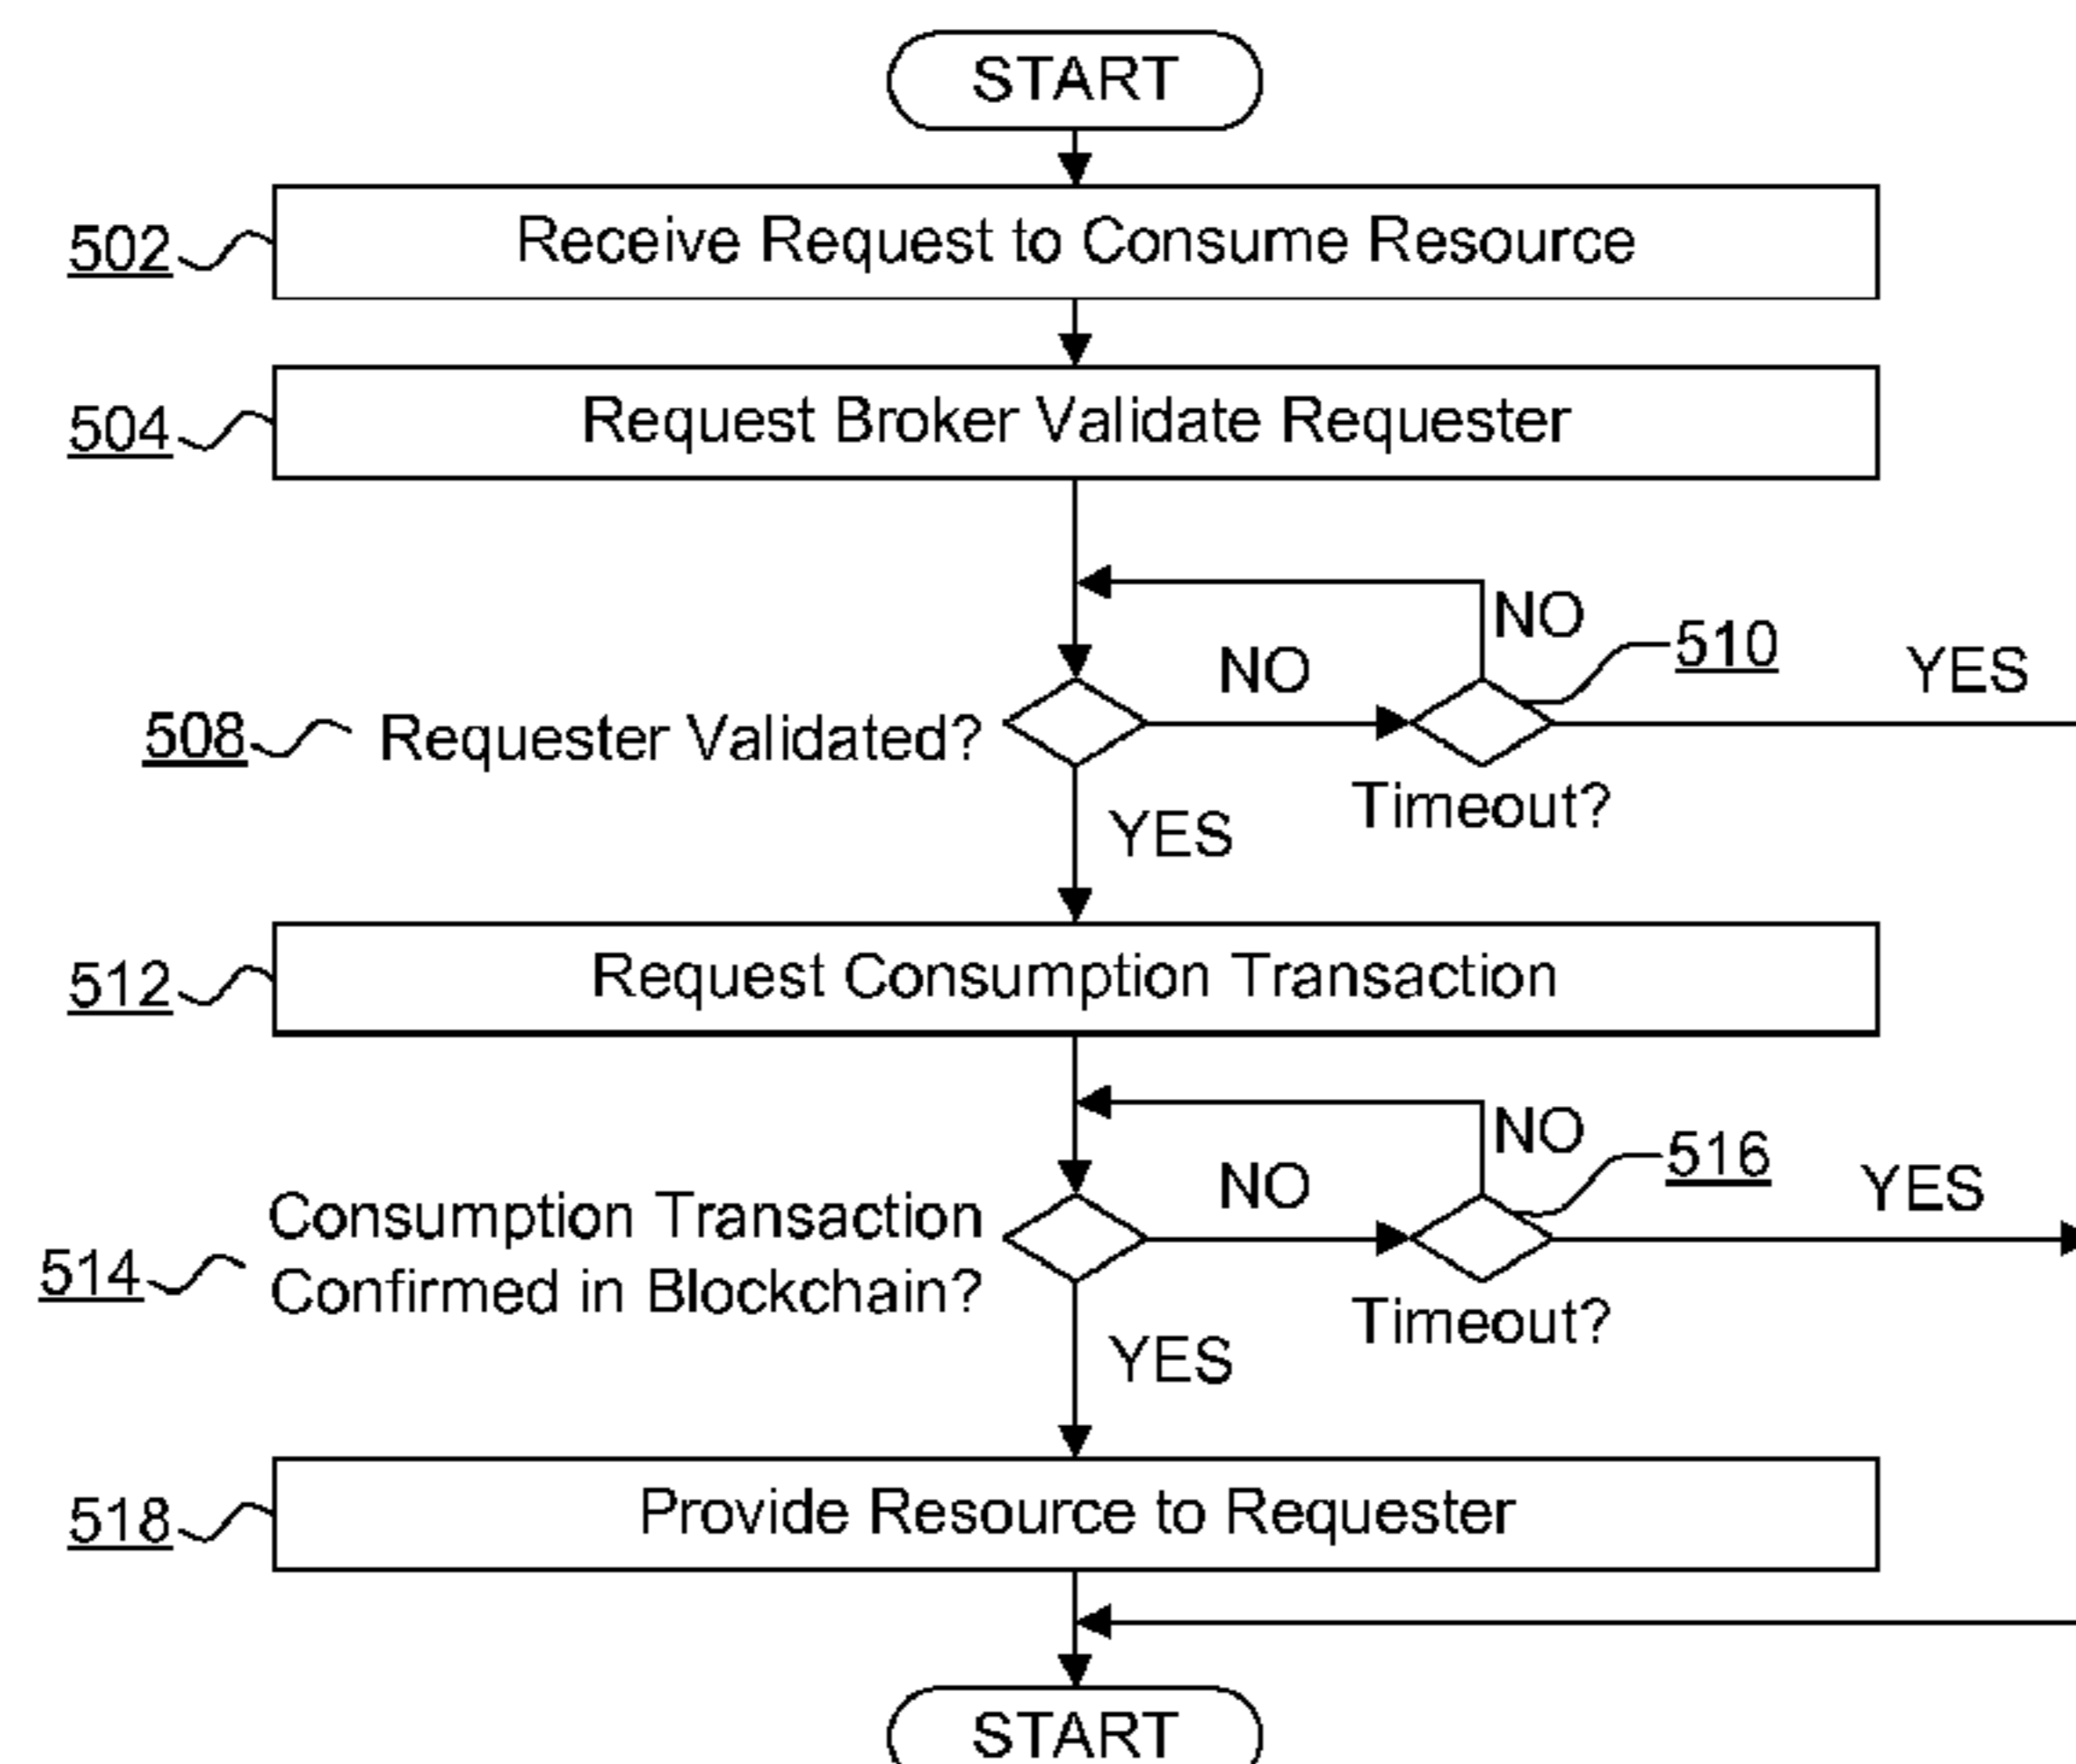 START
502
Receive Request to Consume Resource
504
Request Broker Validate Requester
NO
510
NO
YES
508
Requester Validated?
Timeout?
YES
512
Request Consumption Transaction
NO
516
NO
YES
Consumption Transaction
514
Confirmed in Blockchain?
Timeout?
YES
518
Provide Resource to Requester
START